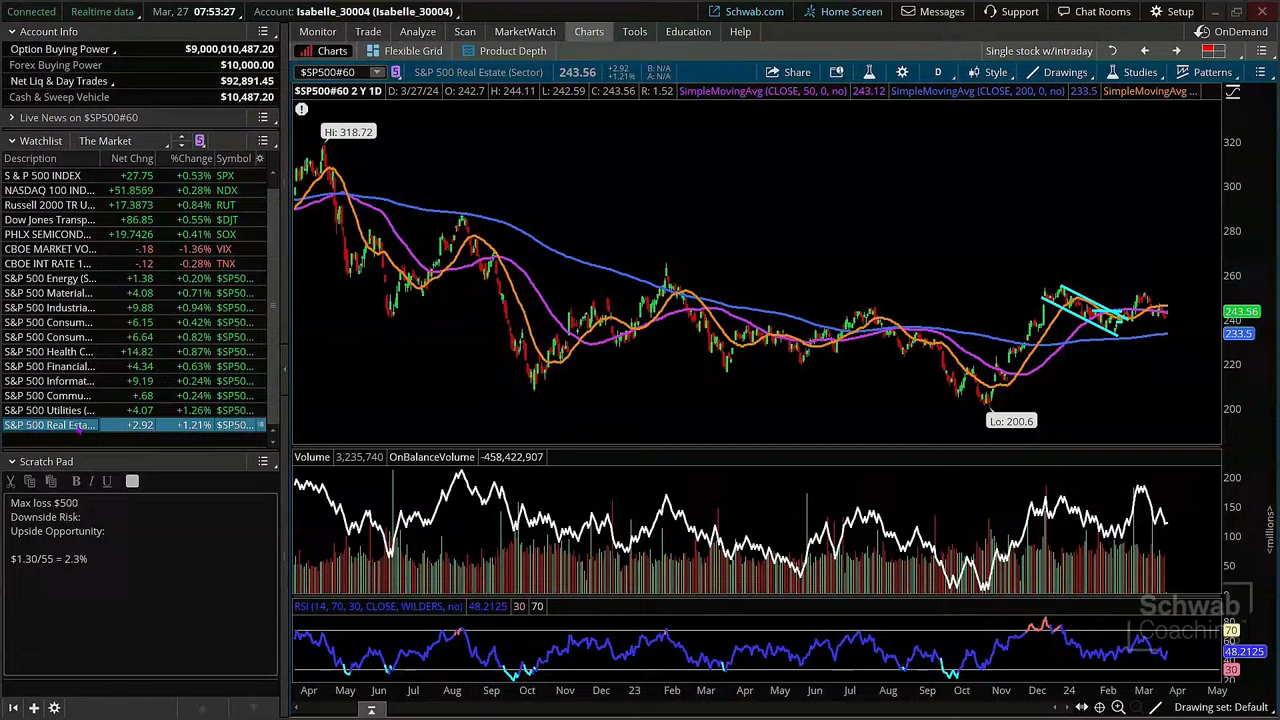 Connected Realtime data Mar, 27 07:53:27 Account: Isabelle_30004 (Isabelle_30004) Schwab.com Home Screen Messages Support Chat Rooms Setup
Account Info
Option Buying Power $9,000,010,487.20
Forex Buying Power $10,000.00
Net Liq & Day Trades $92,891.45
Cash & Sweep Vehicle $10,487.20
Live News on $SP500#60
Watchlist The Market 5
Description Net Chng %Change Symbol
S & P 500 INDEX +27.75 +0.53% SPX
NASDAQ 100 IND... +51.8569 +0.28% NDX
Russell 2000 TR U... +17.3873 +0.84% RUT
Dow Jones Transp... +86.85 +0.55% $DJT
PHLX SEMICOND... +19.7426 +0.41% SOX
CBOE MARKET VO... -.18 -1.36% VIX
CBOE INT RATE 1... -.12 -0.28% TNX
S&P 500 Energy (S... +1.38 +0.20% $SP50...
S&P 500 Material... +4.08 +0.71% $SP50...
S&P 500 Industria... +9.88 +0.94% $SP50...
S&P 500 Consum... +6.15 +0.42% $SP50...
S&P 500 Consum... +6.64 +0.82% $SP50...
S&P 500 Health C... +14.82 +0.87% $SP50...
S&P 500 Financial... +4.34 +0.63% $SP50...
S&P 500 Informat... +9.19 +0.24% $SP50...
S&P 500 Commu... +.68 +0.24% $SP50...
S&P 500 Utilities (... +4.07 +1.26% $SP50...
S&P 500 Real Esta... +2.92 +1.21% $SP50...
Scratch Pad
B I U
Max loss $500
Downside Risk:
Upside Opportunity:
$1.30/55 = 2.3%
Monitor Trade Analyze Scan MarketWatch Charts Tools Education Help OnDemand
Charts Flexible Grid Product Depth Single stock w/intraday
$SP500#60 5 S&P 500 Real Estate (Sector) 243.56 +2.92 +1.21% B: N/A A: N/A Share D Style Drawings Studies Patterns
$SP500#60 2 Y 1D D: 3/27/24 O: 242.7 H: 244.11 L: 242.59 C: 243.56 R: 1.52 SimpleMovingAvg (CLOSE, 50, 0, no) 243.12 SimpleMovingAvg (CLOSE, 200, 0, no) 233.5 SimpleMovingAvg ...
Hi: 318.72
Lo: 200.6
320
300
280
260
243.56
240
233.5
220
200
Volume 3,235,740 OnBalanceVolume -458,422,907
200
150
100
50
<millions>
RSI (14, 70, 30, CLOSE, WILDERS, no) 48.2125 30 70
80
70
60
48.2125
40
30
20
Schwab
Coaching
Apr May Jun Jul Aug Sep Oct Nov Dec 23 Feb Mar Apr May Jun Jul Aug Sep Oct Nov Dec 24 Feb Mar Apr May
Drawing set: Default